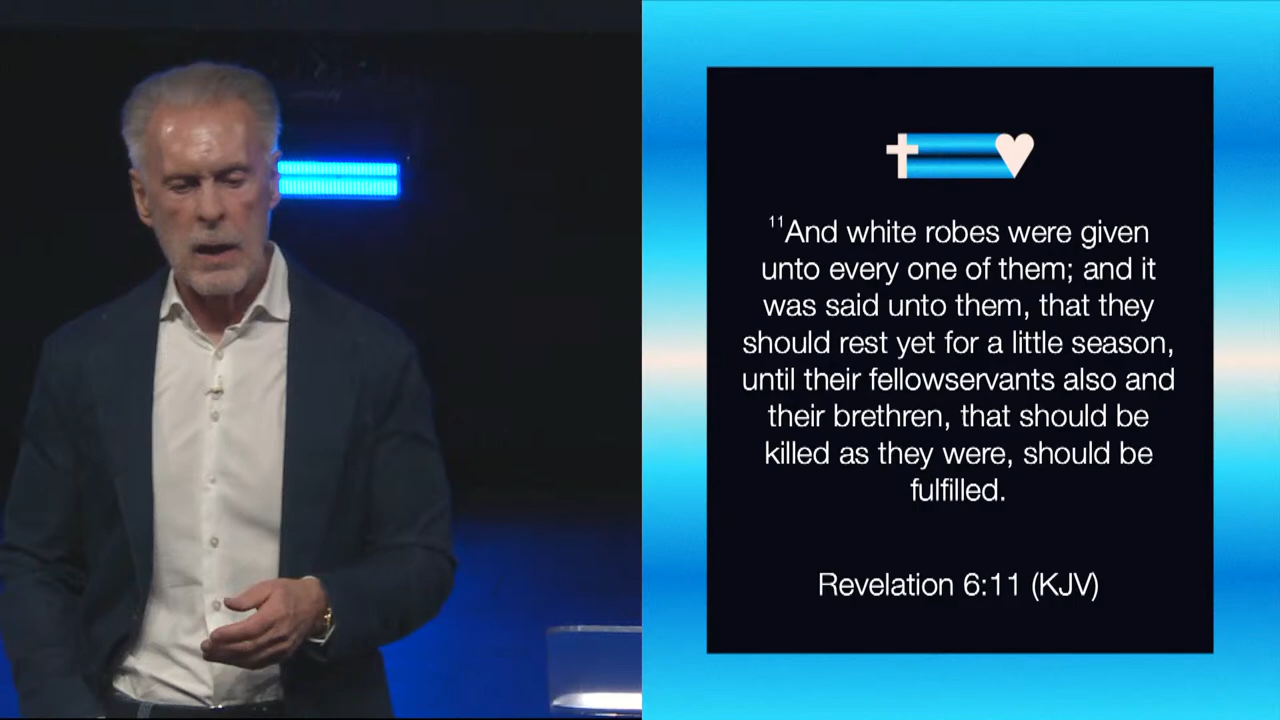 ¹¹And white robes were given
unto every one of them; and it
was said unto them, that they
should rest yet for a little season,
until their fellowservants also and
their brethren, that should be
killed as they were, should be
fulfilled.
Revelation 6:11 (KJV)